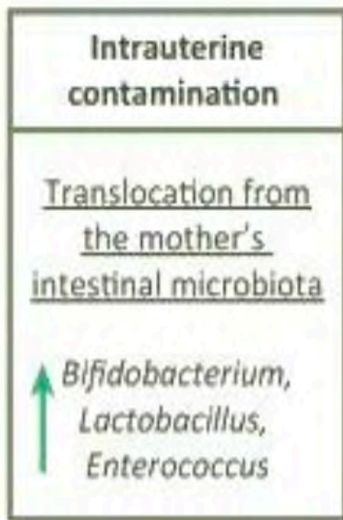 Intrauterine
contamination
Translocation from
the mother's
intestinal microbiota
Bifidobacterium,
Lactobacillus,
Enterococcus